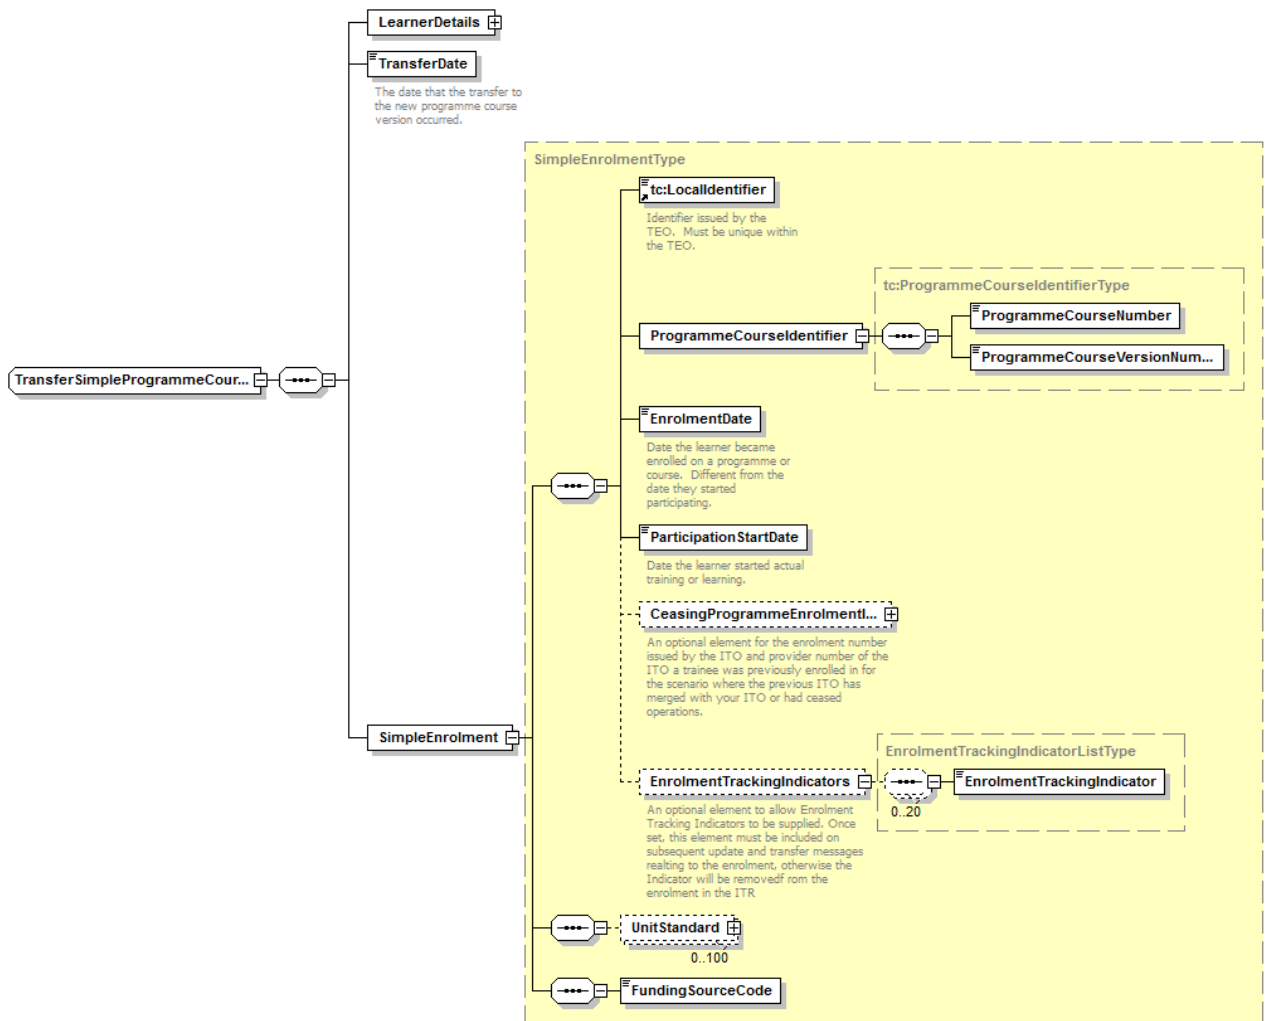 LearnerDetails
TransferDate
The date that the transfer to
the new programme course
version occurred.
SimpleEnrolmentType
tc:LocalIdentifier
Identifier issued by the
TEO. Must be unique within
the TEO.
tc:ProgrammeCourseIdentifierType
ProgrammeCourseNumber
ProgrammeCourseIdentifier
ProgrammeCourseVersionNum...
TransferSimpleProgrammeCour...
EnrolmentDate
Date the learner became
enrolled on a programme or
course. Different from the
date they started
participating.
ParticipationStartDate
Date the learner started actual
training or learning.
CeasingProgrammeEnrolmentI...
An optional element for the enrolment number
issued by the ITO and provider number of the
ITO a trainee was previously enrolled in for
the scenario where the previous ITO has
merged with your ITO or had ceased
operations.
SimpleEnrolment
EnrolmentTrackingIndicatorListType
EnrolmentTrackingIndicators
EnrolmentTrackingIndicator
0..20
An optional element to allow Enrolment
Tracking Indicators to be supplied. Once
set, this element must be included on
subsequent update and transfer messages
realting to the enrolment, otherwise the
Indicator will be removedf rom the
enrolment in the ITR
UnitStandard
0..100
FundingSourceCode